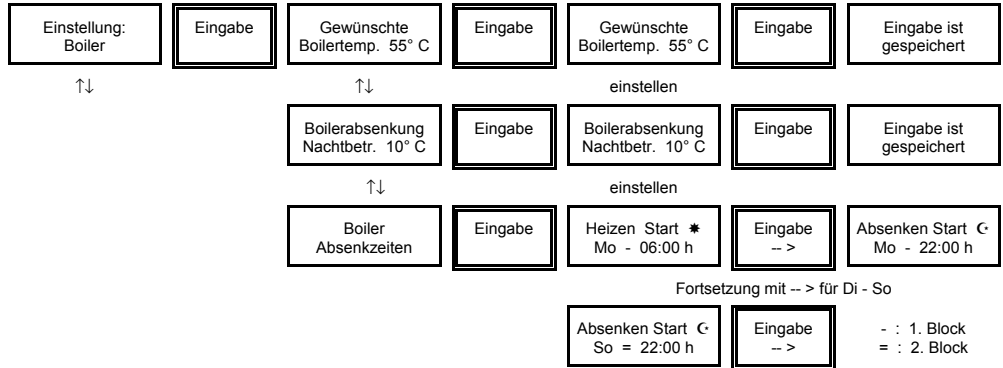 Einstellung:
Boiler
Eingabe
Gewünschte
Boilertemp. 55° C
Eingabe
Gewünschte
Boilertemp. 55° C
Eingabe
Eingabe ist
gespeichert
↑↓
↑↓
einstellen
Boilerabsenkung
Nachtbetr. 10° C
Eingabe
Boilerabsenkung
Nachtbetr. 10° C
Eingabe
Eingabe ist
gespeichert
↑↓
einstellen
Boiler
Absenkzeiten
Eingabe
Heizen Start ✸
Mo - 06:00 h
Eingabe
-- >
Absenken Start ☪
Mo - 22:00 h
Fortsetzung mit -- > für Di - So
Absenken Start ☪
So = 22:00 h
Eingabe
-- >
- : 1. Block
= : 2. Block